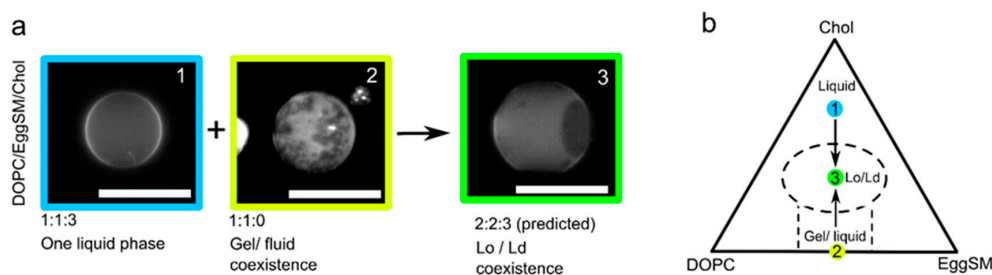 a
DOPC/EggSM/Chol
1
+
2
3
1:1:3
One liquid phase
1:1:0
Gel/ fluid
coexistence
2:2:3 (predicted)
Lo / Ld
coexistence
b
Chol
Liquid
1
3 Lo/Ld
Gel/ liquid
2
DOPC
EggSM